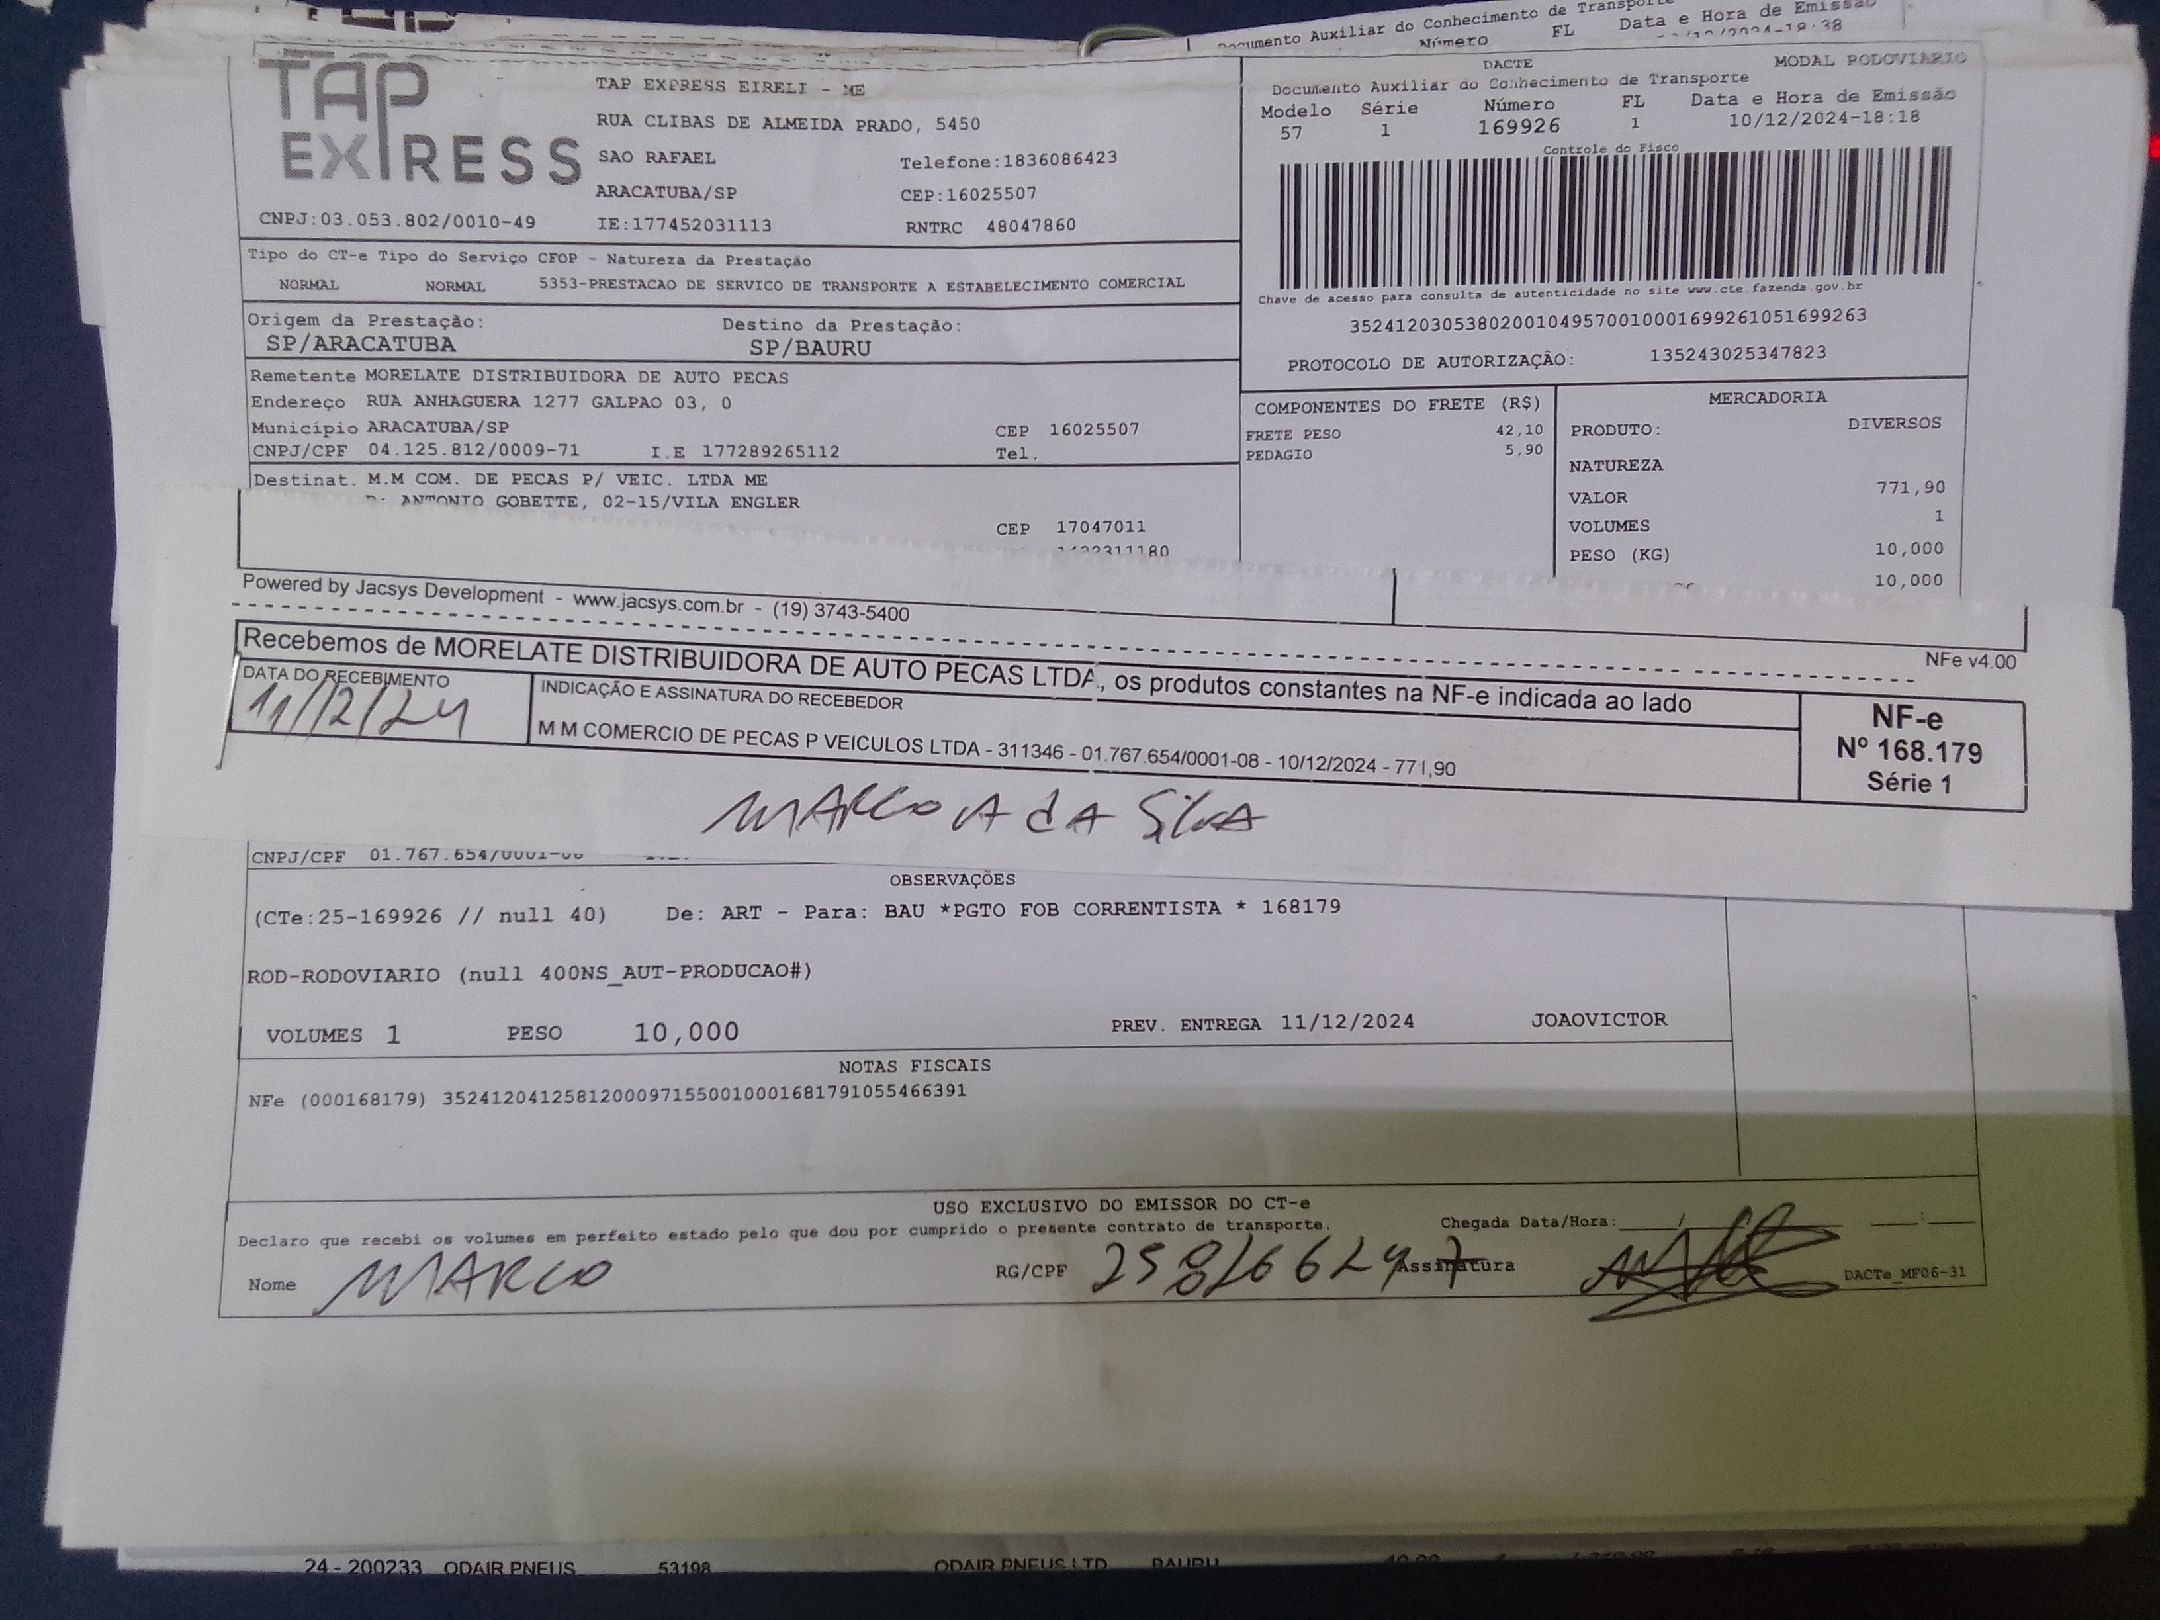 Documento Auxiliar do Conhecimento de Transporte
Número FL Data e Hora de Emissão
TAP EXPRESS
TAP EXPRESS EIRELI - ME
RUA CLIBAS DE ALMEIDA PRADO, 5450
SAO RAFAEL Telefone:1836086423
ARACATUBA/SP CEP:16025507
CNPJ:03.053.802/0010-49 IE:177452031113 RNTRC 48047860
DACTE MODAL RODOVIARIO
Documento Auxiliar do Conhecimento de Transporte
Modelo Série Número FL Data e Hora de Emissão
57 1 169926 1 10/12/2024-18:18
Controle do Fisco
Chave de acesso para consulta de autenticidade no site www.cte.fazenda.gov.br
35241203053802001049570010001699261051699263
PROTOCOLO DE AUTORIZAÇÃO: 135243025347823
Tipo do CT-e Tipo do Serviço CFOP - Natureza da Prestação
NORMAL NORMAL 5353-PRESTACAO DE SERVICO DE TRANSPORTE A ESTABELECIMENTO COMERCIAL
Origem da Prestação: Destino da Prestação:
SP/ARACATUBA SP/BAURU
Remetente MORELATE DISTRIBUIDORA DE AUTO PECAS
Endereço RUA ANHAGUERA 1277 GALPAO 03, 0
Município ARACATUBA/SP CEP 16025507
CNPJ/CPF 04.125.812/0009-71 I.E 177289265112 Tel.
Destinat. M.M COM. DE PECAS P/ VEIC. LTDA ME
ANTONIO GOBETTE, 02-15/VILA ENGLER
CEP 17047011
1422311180
COMPONENTES DO FRETE (R$)
FRETE PESO 42,10
PEDAGIO 5,90
MERCADORIA
PRODUTO: DIVERSOS
NATUREZA
VALOR 771,90
VOLUMES 1
PESO (KG) 10,000
10,000
Powered by Jacsys Development - www.jacsys.com.br - (19) 3743-5400
NFe v4.00
Recebemos de MORELATE DISTRIBUIDORA DE AUTO PECAS LTDA., os produtos constantes na NF-e indicada ao lado
DATA DO RECEBIMENTO
11/12/24
INDICAÇÃO E ASSINATURA DO RECEBEDOR
M M COMERCIO DE PECAS P VEICULOS LTDA - 311346 - 01.767.654/0001-08 - 10/12/2024 - 771,90
NF-e
Nº 168.179
Série 1
MARCO A dA SilvA
CNPJ/CPF 01.767.654/0001-08
OBSERVAÇÕES
(CTe:25-169926 // null 40) De: ART - Para: BAU *PGTO FOB CORRENTISTA * 168179
ROD-RODOVIARIO (null 400NS_AUT-PRODUCAO#)
VOLUMES 1 PESO 10,000 PREV. ENTREGA 11/12/2024 JOAOVICTOR
NOTAS FISCAIS
NFe (000168179) 35241204125812000971550010001681791055466391
USO EXCLUSIVO DO EMISSOR DO CT-e
Declaro que recebi os volumes em perfeito estado pelo que dou por cumprido o presente contrato de transporte. Chegada Data/Hora:____/____ __:__
Nome MARCO RG/CPF Assinatura DACTe_MF06-31
24 - 200233 ODAIR PNEUS 53198 ODAIR PNEUS LTD BAURU